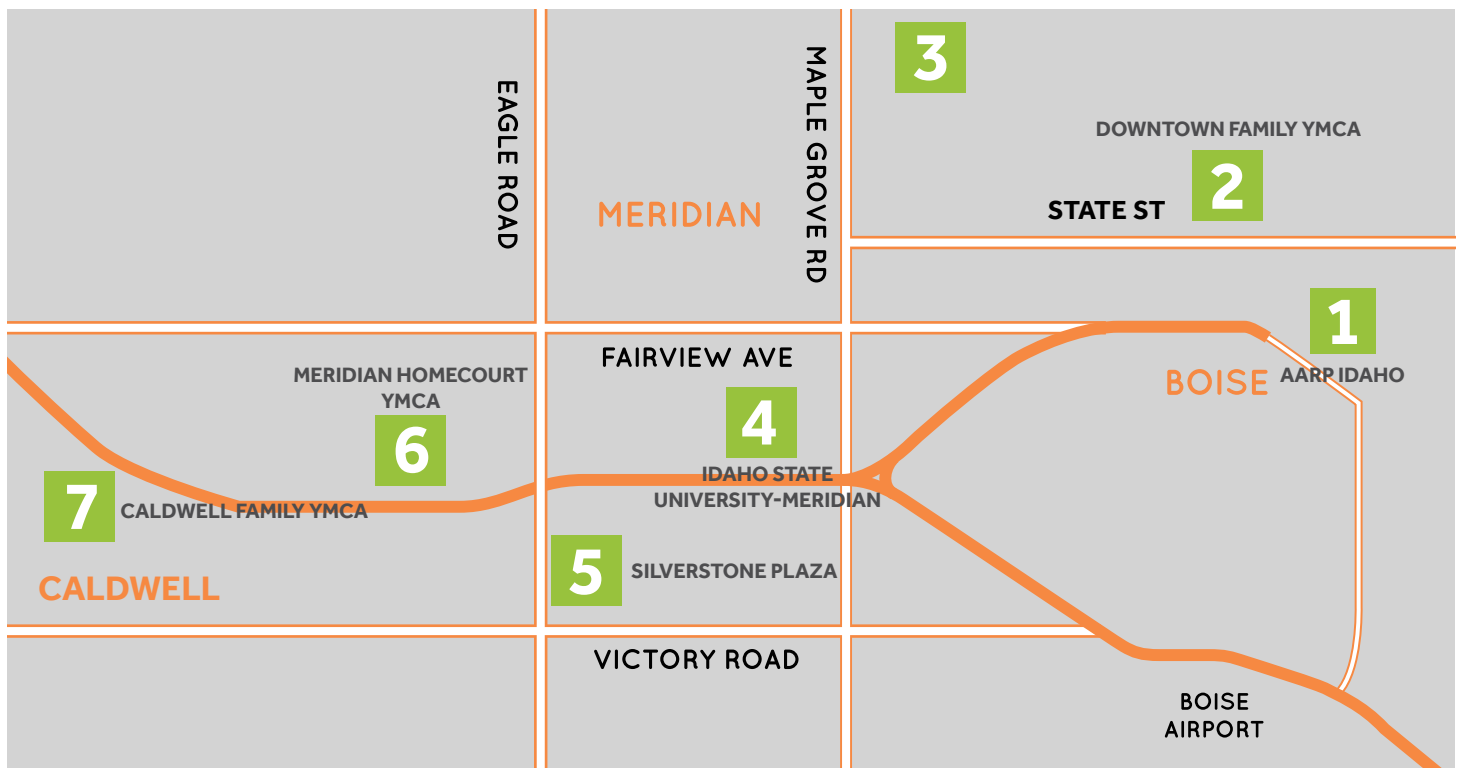 3
EAGLE ROAD
MAPLE GROVE RD
DOWNTOWN FAMILY YMCA
2
STATE ST
MERIDIAN
1
AARP IDAHO
BOISE
FAIRVIEW AVE
MERIDIAN HOMECOURT
YMCA
6
4
IDAHO STATE
UNIVERSITY-MERIDIAN
7
CALDWELL FAMILY YMCA
5
SILVERSTONE PLAZA
CALDWELL
VICTORY ROAD
BOISE
AIRPORT